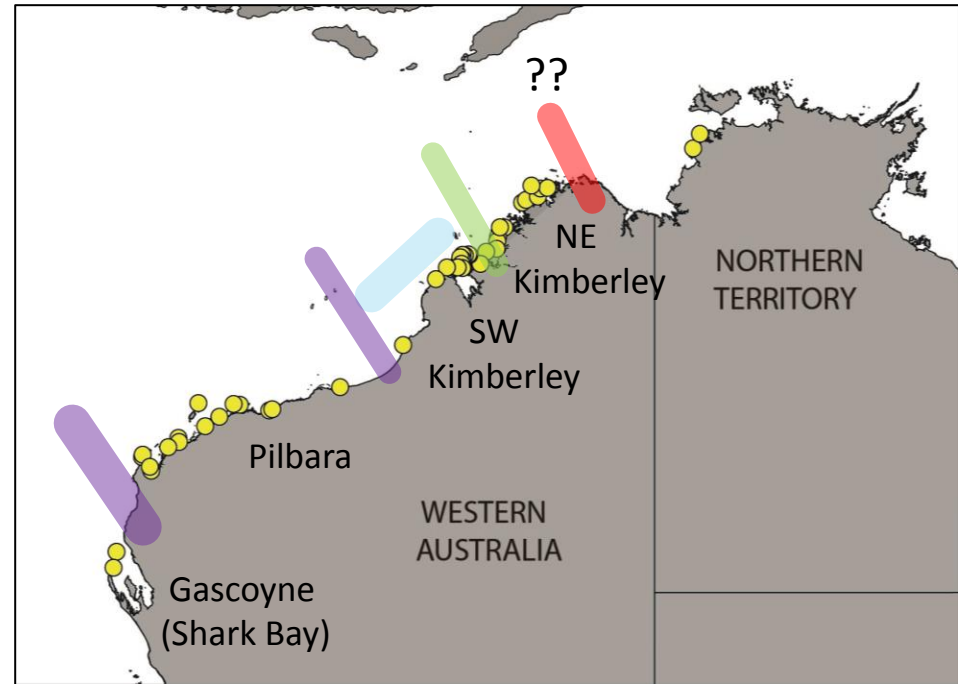 ??
NE
Kimberley
NORTHERN
TERRITORY
SW
Kimberley
Pilbara
WESTERN
AUSTRALIA
Gascoyne
(Shark Bay)